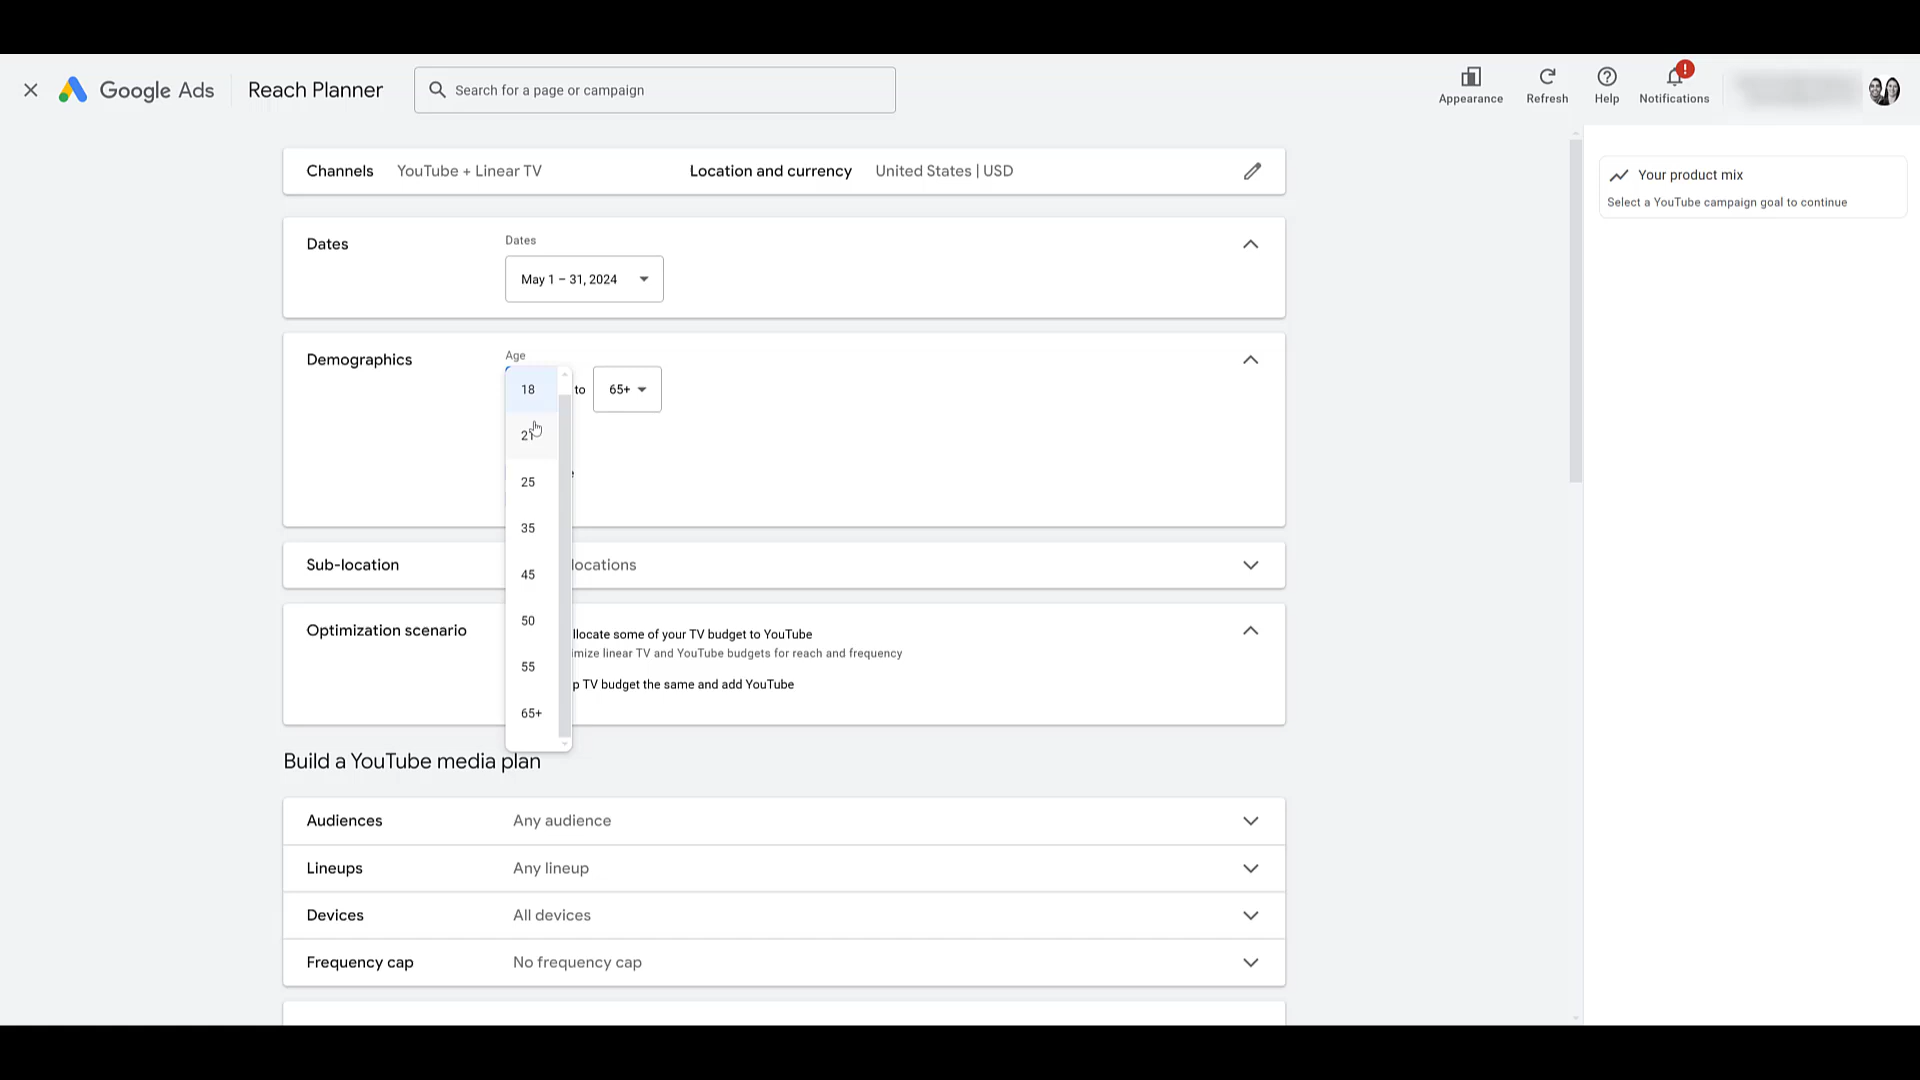 Google Ads
Reach Planner
Search for a page or campaign
Appearance
Refresh
Help
!
Notifications
Channels YouTube + Linear TV
Location and currency United States | USD
Your product mix
Select a YouTube campaign goal to continue
Dates
Dates
May 1 – 31, 2024
Demographics
Age
18
to
65+
21
25
35
45
50
55
65+
Sub-location
locations
Optimization scenario
llocate some of your TV budget to YouTube
imize linear TV and YouTube budgets for reach and frequency
p TV budget the same and add YouTube
Build a YouTube media plan
Audiences Any audience
Lineups Any lineup
Devices All devices
Frequency cap No frequency cap